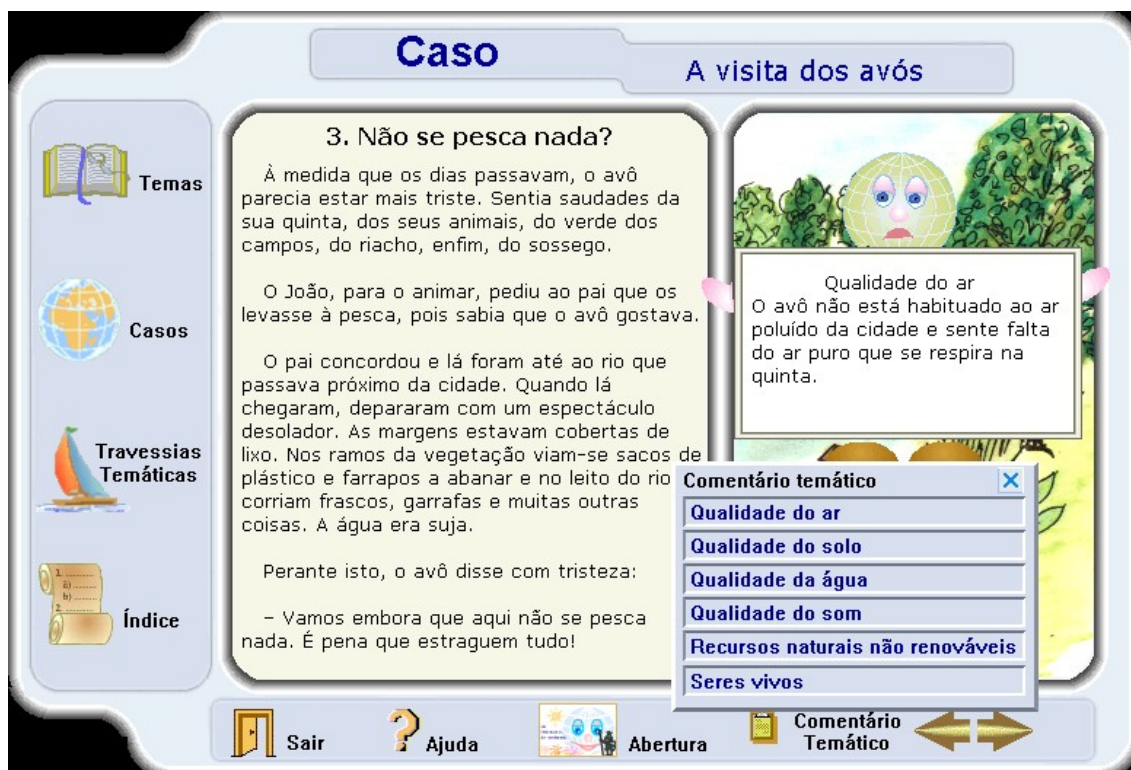 Caso
A visita dos avós
Temas
Casos
Travessias
Temáticas
Índice
3. Não se pesca nada?
À medida que os dias passavam, o avô
parecia estar mais triste. Sentia saudades da
sua quinta, dos seus animais, do verde dos
campos, do riacho, enfim, do sossego.
O João, para o animar, pediu ao pai que os
levasse à pesca, pois sabia que o avô gostava.
O pai concordou e lá foram até ao rio que
passava próximo da cidade. Quando lá
chegaram, depararam com um espectáculo
desolador. As margens estavam cobertas de
lixo. Nos ramos da vegetação viam-se sacos de
plástico e farrapos a abanar e no leito do rio
corriam frascos, garrafas e muitas outras
coisas. A água era suja.
Perante isto, o avô disse com tristeza:
– Vamos embora que aqui não se pesca
nada. É pena que estraguem tudo!
Qualidade do ar
O avô não está habituado ao ar
poluído da cidade e sente falta
do ar puro que se respira na
quinta.
Comentário temático
Qualidade do ar
Qualidade do solo
Qualidade da água
Qualidade do som
Recursos naturais não renováveis
Seres vivos
Sair
Ajuda
Abertura
Comentário
Temático